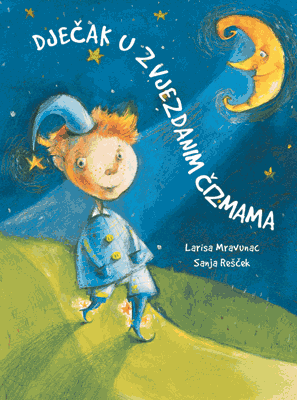 DJEČAK U ZVJEZDANIM ČIZMAMA
Larisa Mravunac
Sanja Rešček